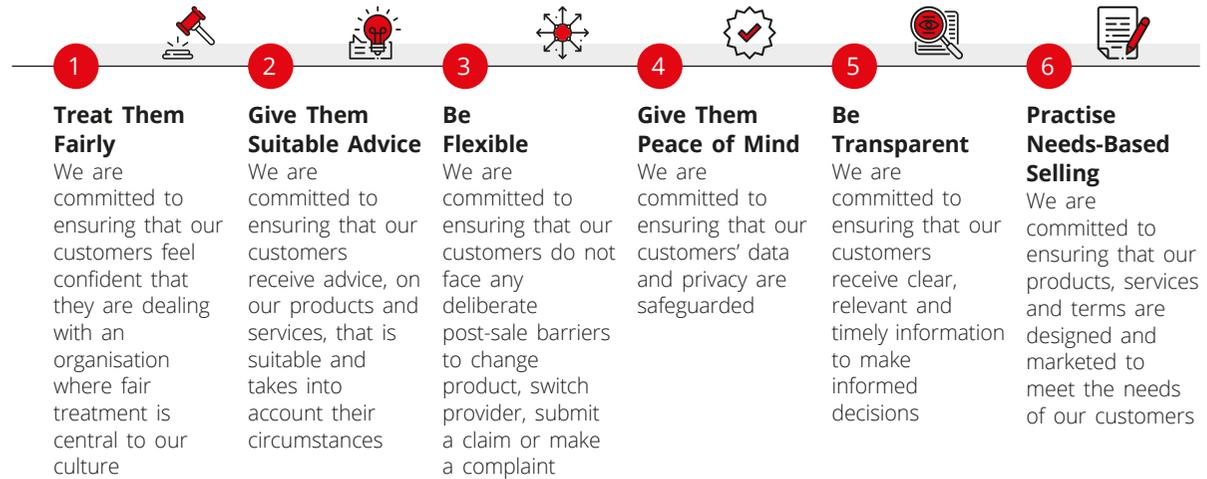 1
Treat Them
Fairly
We are
committed to
ensuring that our
customers feel
confident that
they are dealing
with an
organisation
where fair
treatment is
central to our
culture
2
Give Them
Suitable Advice
We are
committed to
ensuring that our
customers
receive advice, on
our products and
services, that is
suitable and
takes into
account their
circumstances
3
Be
Flexible
We are
committed to
ensuring that our
customers do not
face any
deliberate
post-sale barriers
to change
product, switch
provider, submit
a claim or make
a complaint
4
Give Them
Peace of Mind
We are
committed to
ensuring that our
customers’ data
and privacy are
safeguarded
5
Be
Transparent
We are
committed to
ensuring that our
customers
receive clear,
relevant and
timely information
to make
informed
decisions
6
Practise
Needs-Based
Selling
We are
committed to
ensuring that our
products, services
and terms are
designed and
marketed to
meet the needs
of our customers